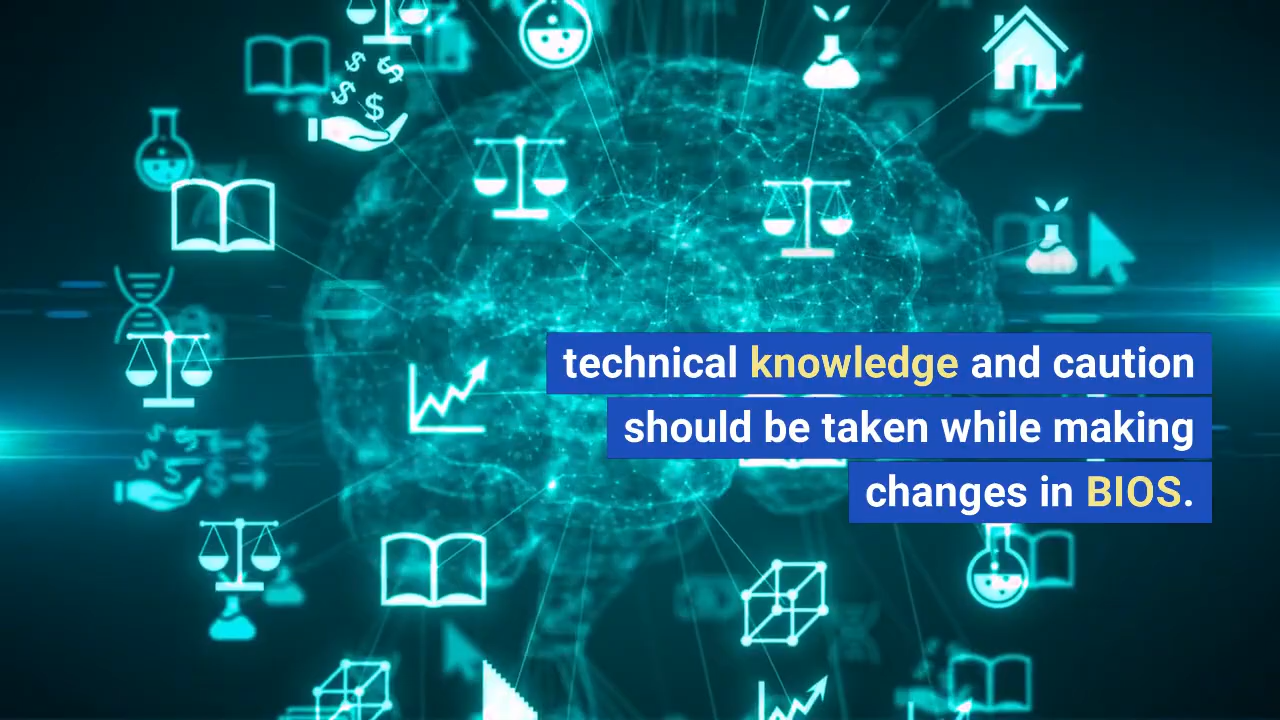 technical knowledge and caution
should be taken while making
changes in BIOS.